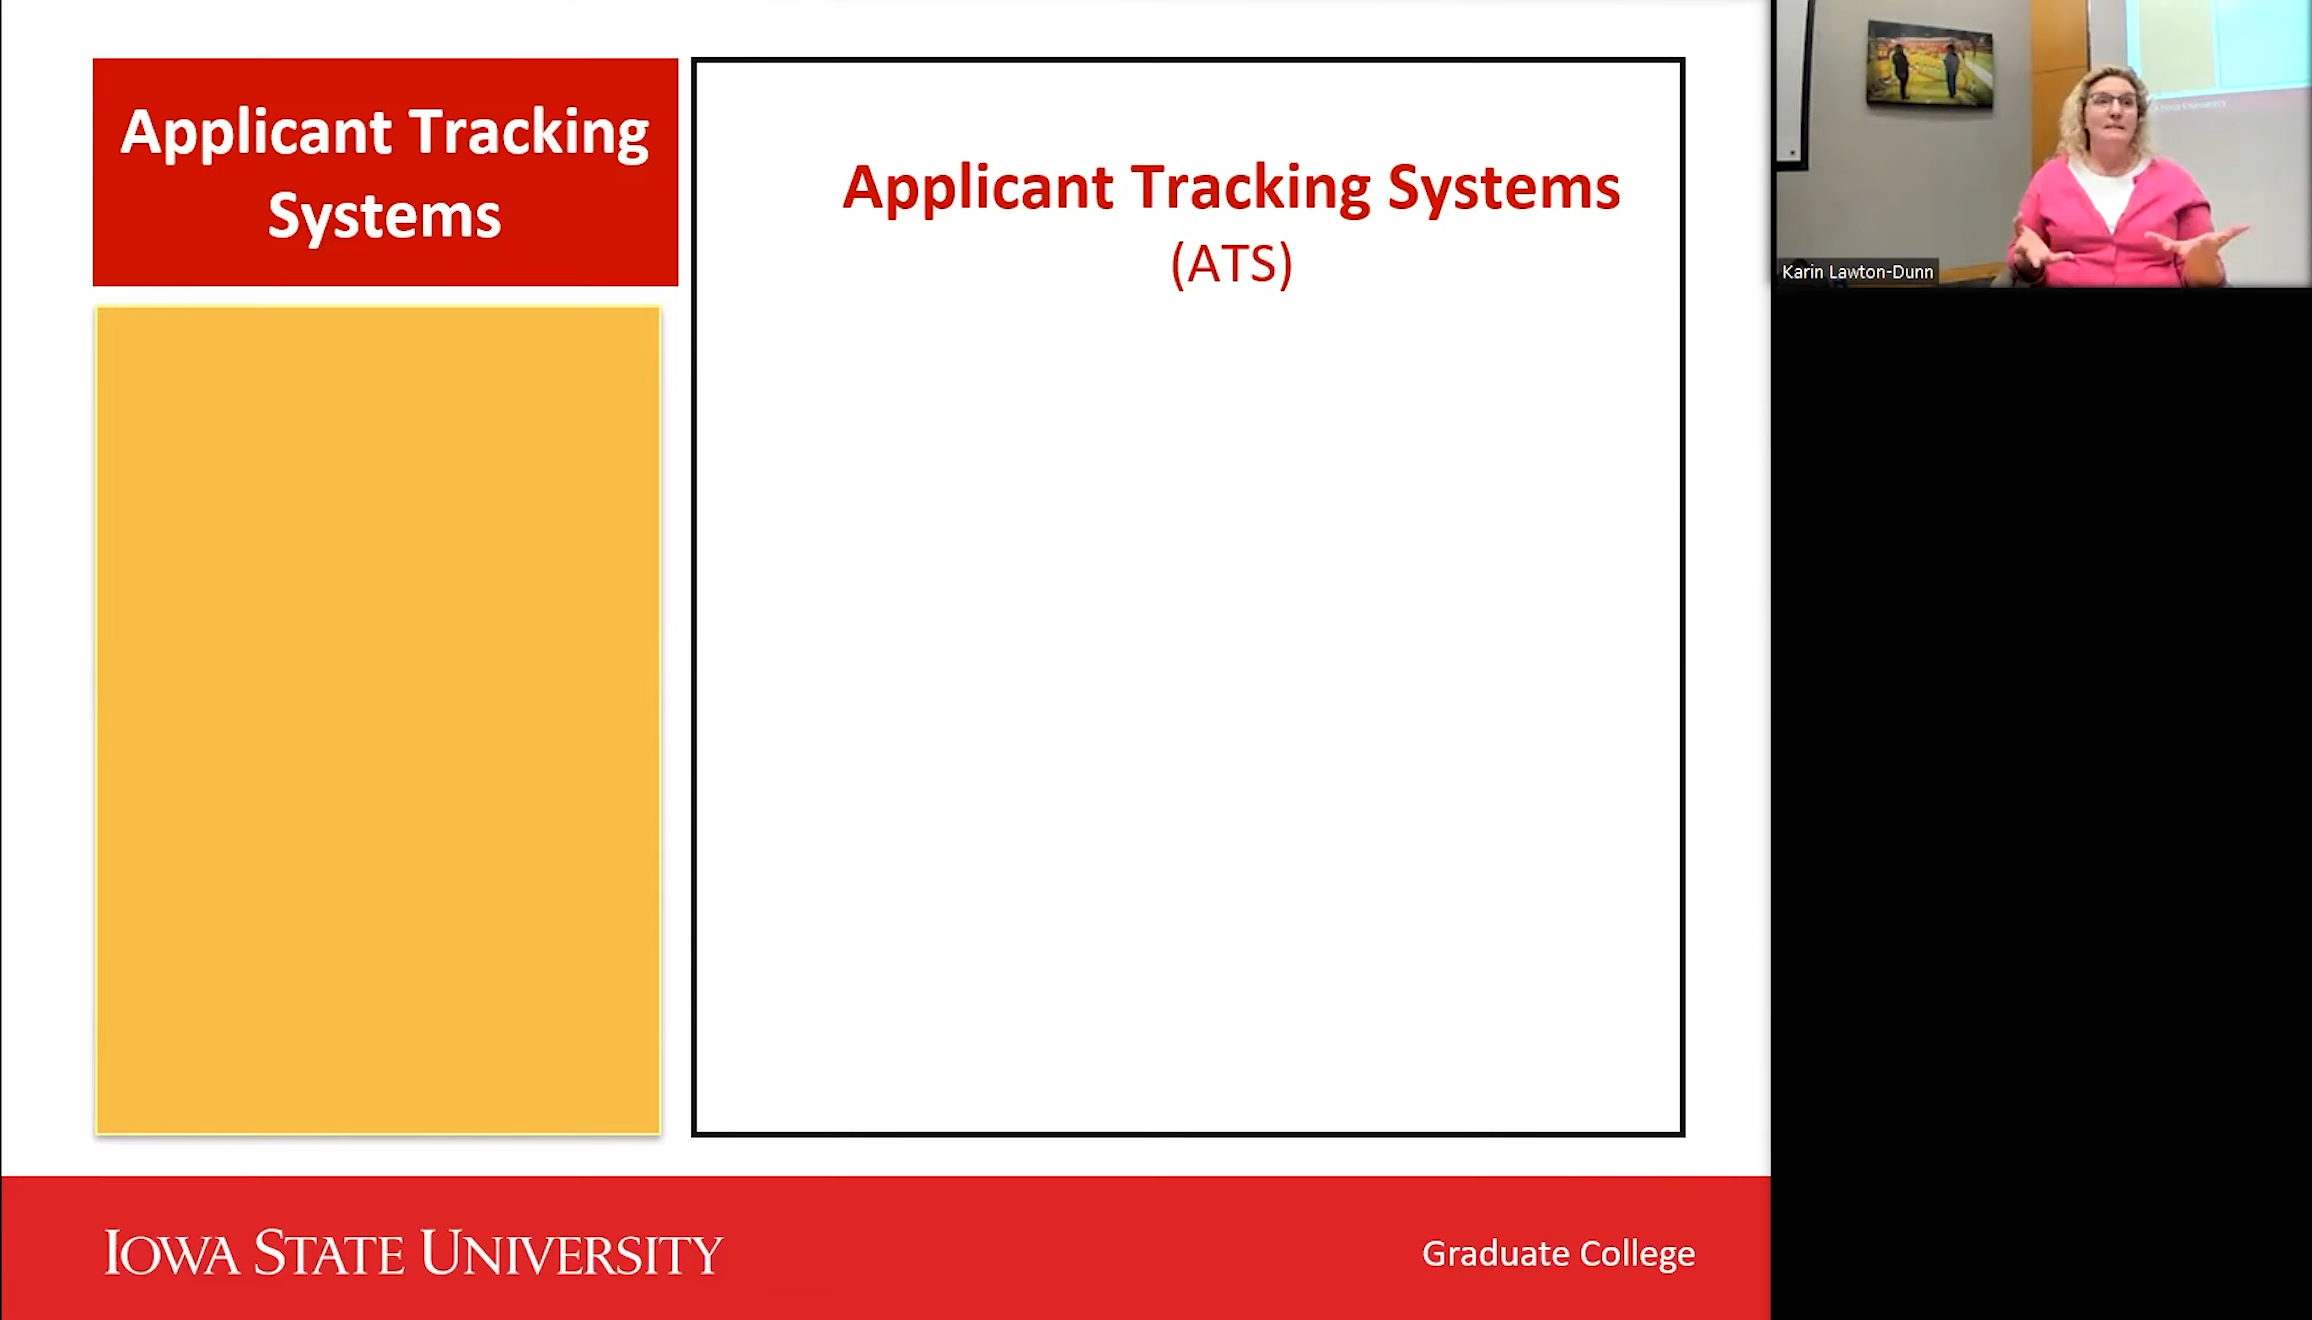 Applicant Tracking
Systems
Applicant Tracking Systems
(ATS)
Karin Lawton-Dunn
IOWA STATE UNIVERSITY
Graduate College